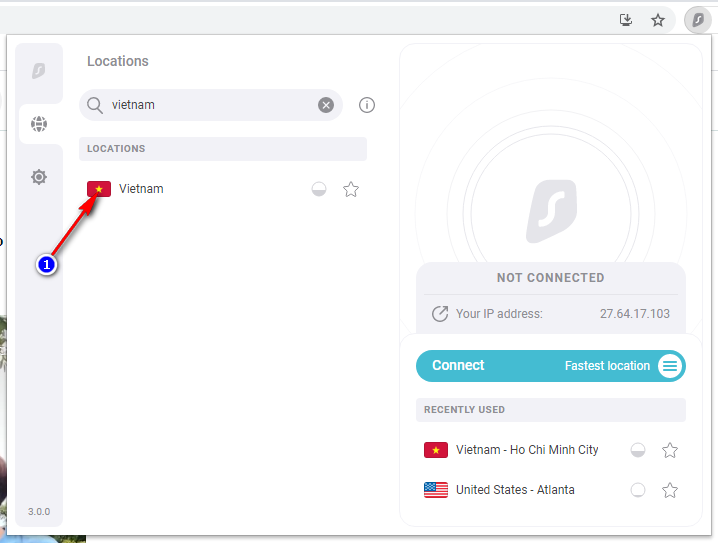 Locations
vietnam
LOCATIONS
Vietnam
1
3.0.0
NOT CONNECTED
Your IP address: 27.64.17.103
Connect Fastest location
RECENTLY USED
Vietnam - Ho Chi Minh City
United States - Atlanta